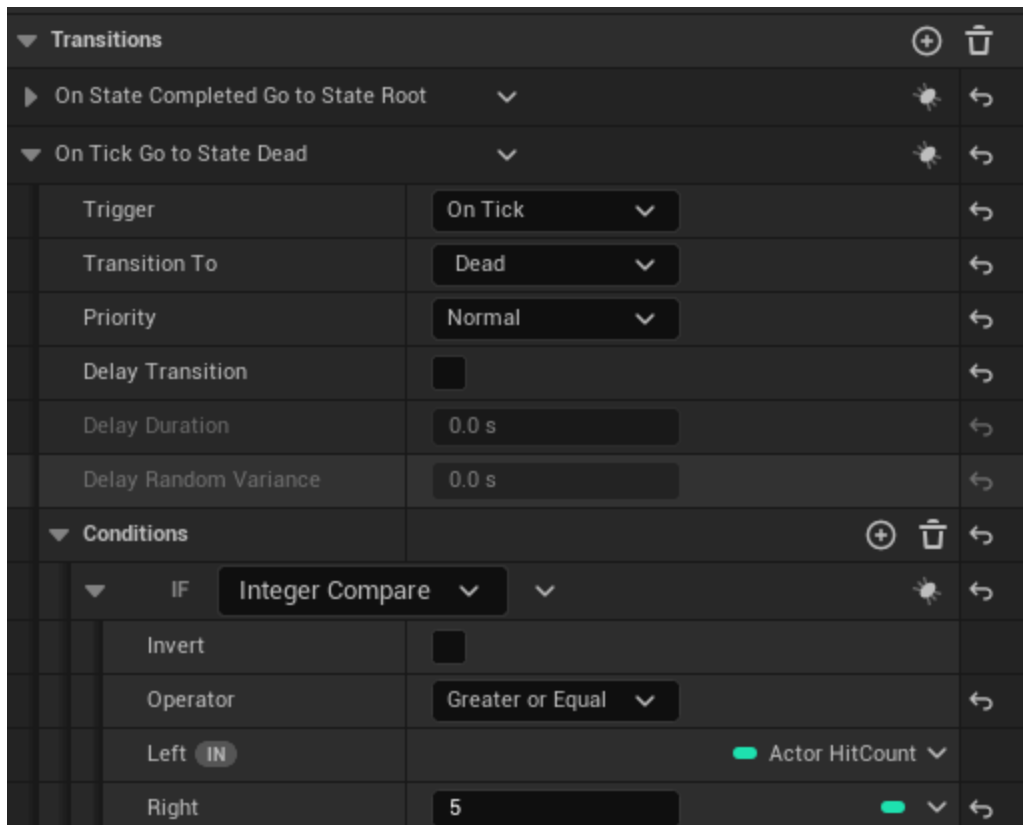 Transitions
On State Completed Go to State Root
On Tick Go to State Dead
Trigger On Tick
Transition To Dead
Priority Normal
Delay Transition
Delay Duration 0.0 s
Delay Random Variance 0.0 s
Conditions
IF Integer Compare
Invert
Operator Greater or Equal
Left IN Actor HitCount
Right 5